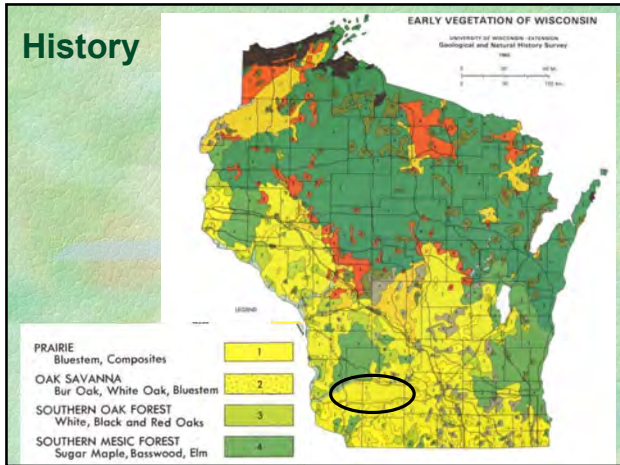 History
EARLY VEGETATION OF WISCONSIN
UNIVERSITY OF WISCONSIN - EXTENSION
Geological and Natural History Survey
LEGEND
PRAIRIE
Bluestem, Composites
1
OAK SAVANNA
Bur Oak, White Oak, Bluestem
2
SOUTHERN OAK FOREST
White, Black and Red Oaks
3
SOUTHERN MESIC FOREST
Sugar Maple, Basswood, Elm
4